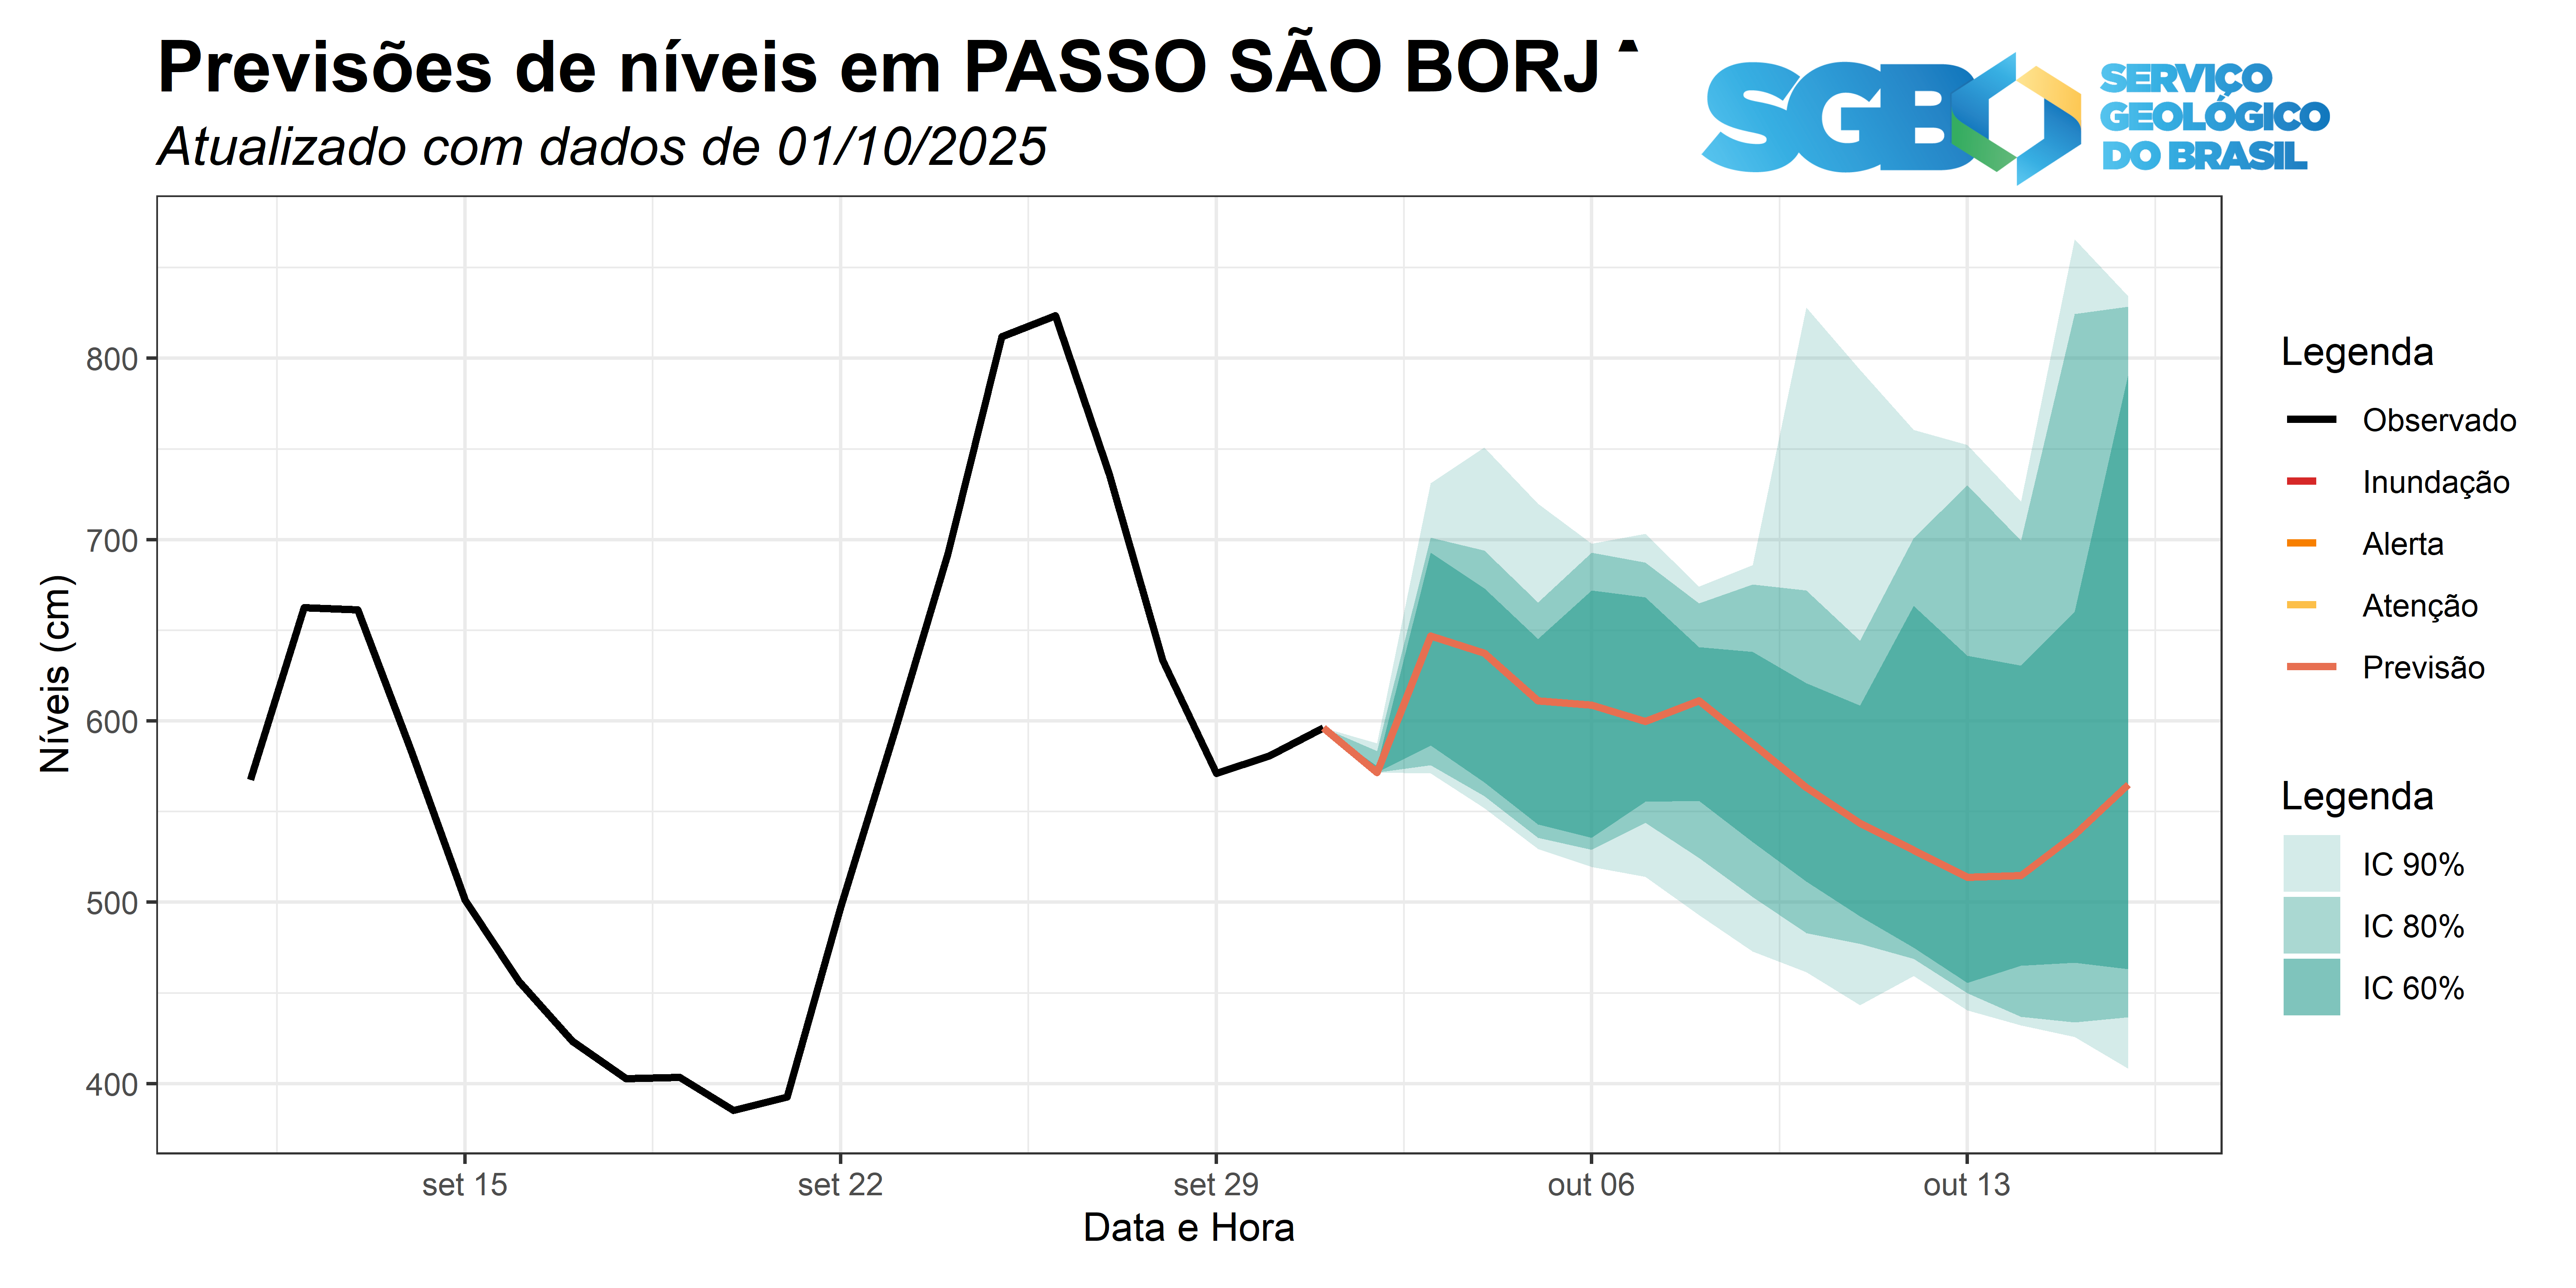 Previsões de níveis em PASSO SÃO BORJ
Atualizado com dados de 01/10/2025
SGB
SERVIÇO
GEOLÓGICO
DO BRASIL
Níveis (cm)
800
700
600
500
400
set 15
set 22
set 29
out 06
out 13
Data e Hora
Legenda
Observado
Inundação
Alerta
Atenção
Previsão
Legenda
IC 90%
IC 80%
IC 60%